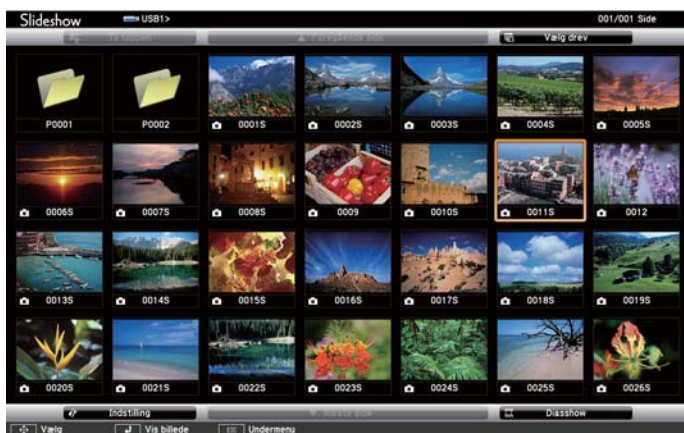 Slideshow USB1> 001/001 Side
Til toppen ▲ Foregående side Vælg drev
P0001 P0002 0001S 0002S 0003S 0004S 0005S
0006S 0007S 0008S 0009 0010S 0011S 0012
0013S 0014S 0015S 0016S 0017S 0018S 0019S
0020S 0021S 0022S 0023S 0024S 0025S 0026S
Indstilling ▼ Næste side Diasshow
Vælg Vis billede Undermenu